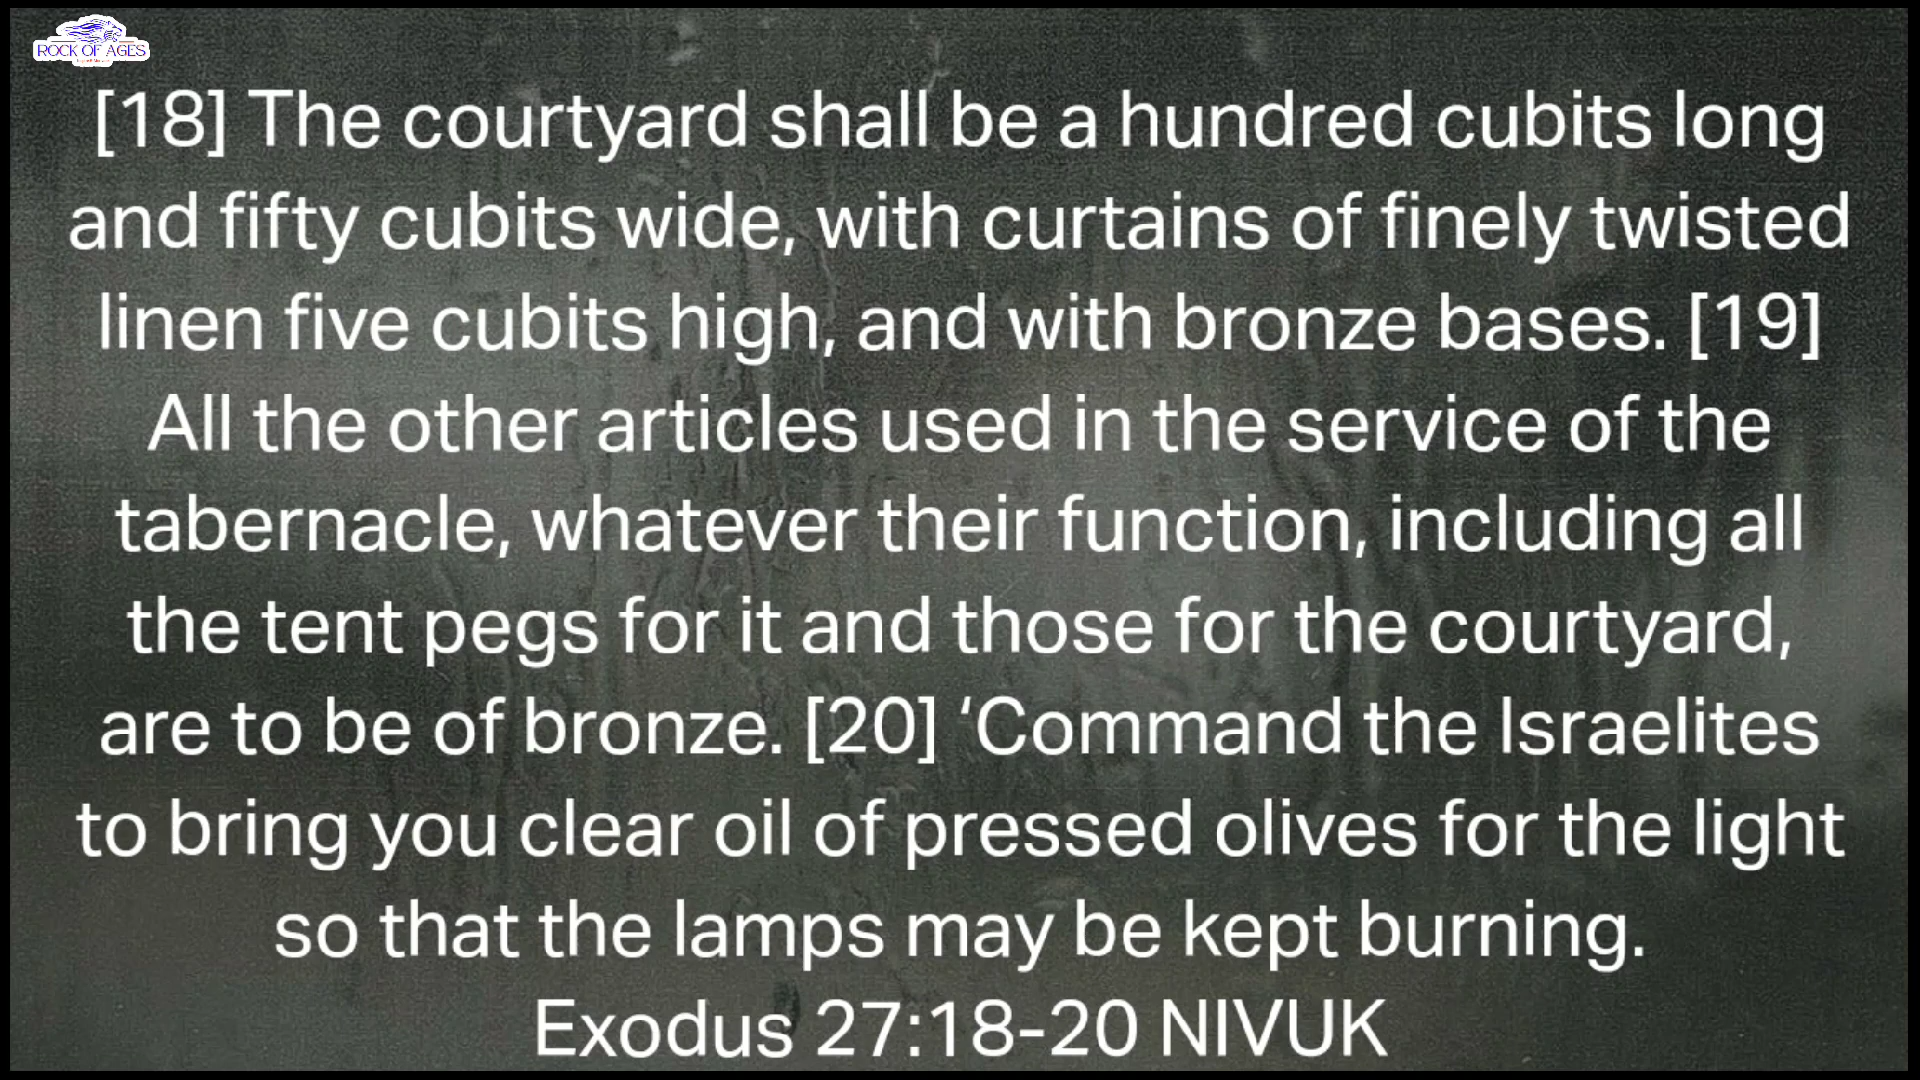 ROCK OF AGES
[18] The courtyard shall be a hundred cubits long
and fifty cubits wide, with curtains of finely twisted
linen five cubits high, and with bronze bases. [19]
All the other articles used in the service of the
tabernacle, whatever their function, including all
the tent pegs for it and those for the courtyard,
are to be of bronze. [20] ‘Command the Israelites
to bring you clear oil of pressed olives for the light
so that the lamps may be kept burning.
Exodus 27:18-20 NIVUK